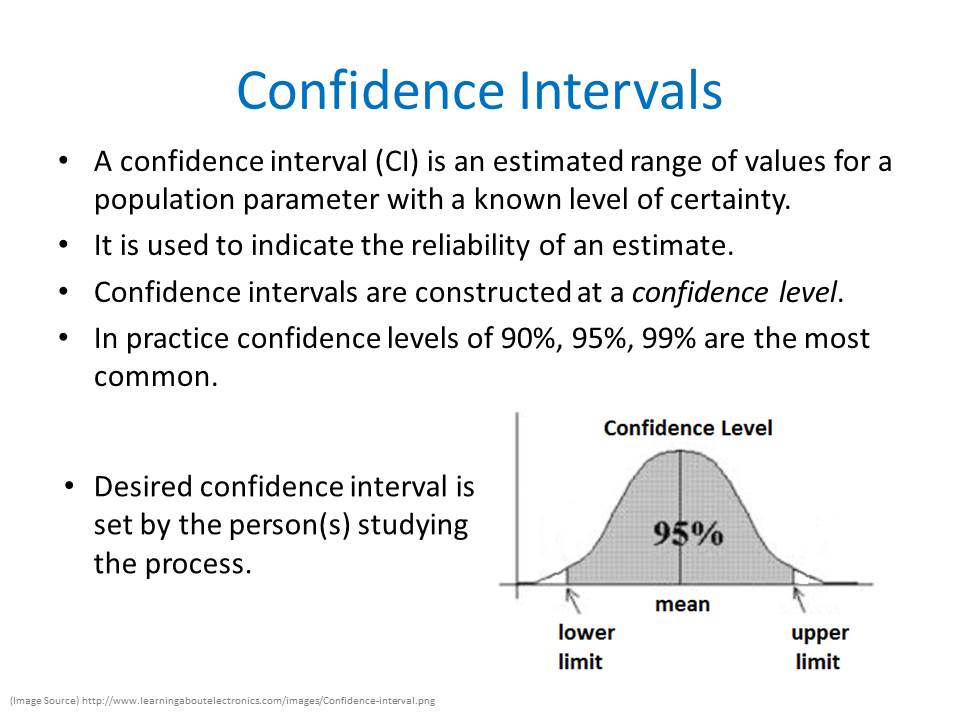 Confidence Intervals
• A confidence interval (CI) is an estimated range of values for a
population parameter with a known level of certainty.
• It is used to indicate the reliability of an estimate.
• Confidence intervals are constructed at a confidence level.
• In practice confidence levels of 90%, 95%, 99% are the most
common.
• Desired confidence interval is
set by the person(s) studying
the process.
Confidence Level
95%
mean
lower
limit
upper
limit
(Image Source) http://www.learningaboutelectronics.com/images/Confidence-interval.png